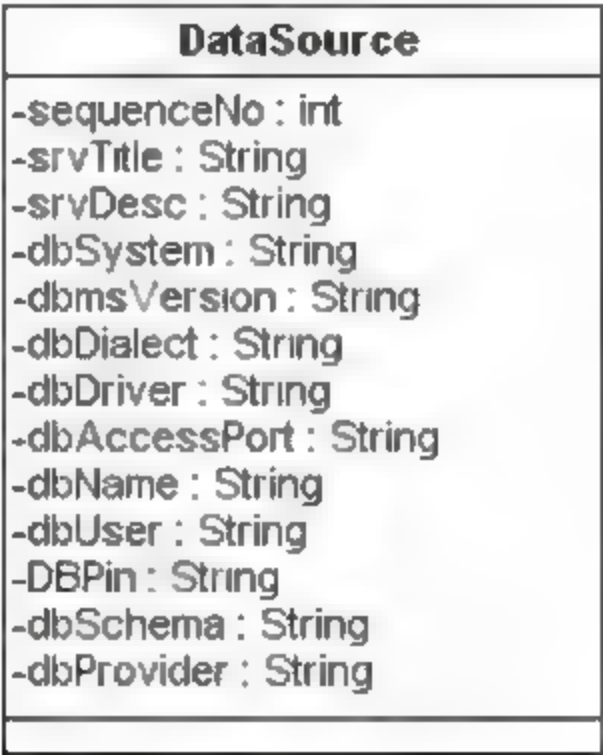 DataSource
-sequenceNo : int
-srvTitle : String
-srvDesc : String
-dbSystem : String
-dbmsVersion : String
-dbDialect : String
-dbDriver : String
-dbAccessPort : String
-dbName : String
-dbUser : String
-DBPin : String
-dbSchema : String
-dbProvider : String